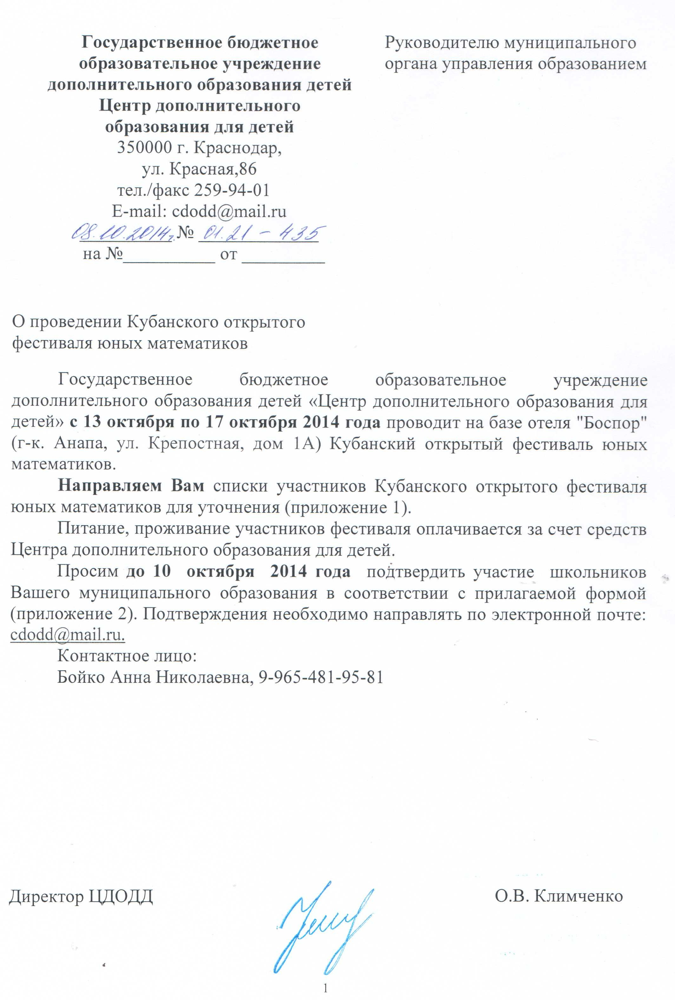 Государственное бюджетное
образовательное учреждение
дополнительного образования детей
Центр дополнительного
образования для детей
350000 г. Краснодар,
ул. Красная,86
тел./факс 259-94-01
E-mail: cdodd@mail.ru
08.10.2014г. № 01.21 – 435
на №__________ от _________
Руководителю муниципального
органа управления образованием
О проведении Кубанского открытого
фестиваля юных математиков
Государственное бюджетное образовательное учреждение
дополнительного образования детей «Центр дополнительного образования для
детей» с 13 октября по 17 октября 2014 года проводит на базе отеля "Боспор"
(г-к. Анапа, ул. Крепостная, дом 1А) Кубанский открытый фестиваль юных
математиков.
Направляем Вам списки участников Кубанского открытого фестиваля
юных математиков для уточнения (приложение 1).
Питание, проживание участников фестиваля оплачивается за счет средств
Центра дополнительного образования для детей.
Просим до 10 октября 2014 года подтвердить участие школьников
Вашего муниципального образования в соответствии с прилагаемой формой
(приложение 2). Подтверждения необходимо направлять по электронной почте:
cdodd@mail.ru.
Контактное лицо:
Бойко Анна Николаевна, 9-965-481-95-81
Директор ЦДОДД О.В. Климченко
1